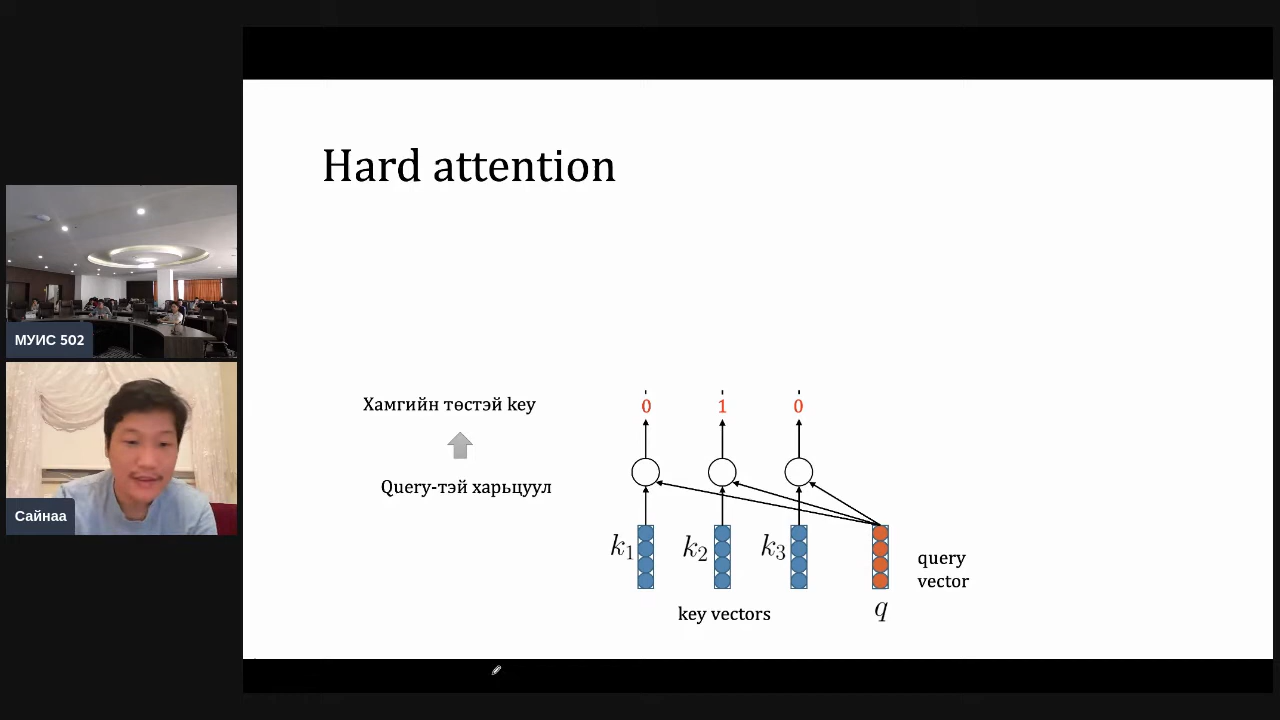 Hard attention
Хамгийн төстэй key
0 1 0
Query-тэй харьцуул
k1 k2 k3
query
vector
key vectors
q
МУИС 502
Сайнаа